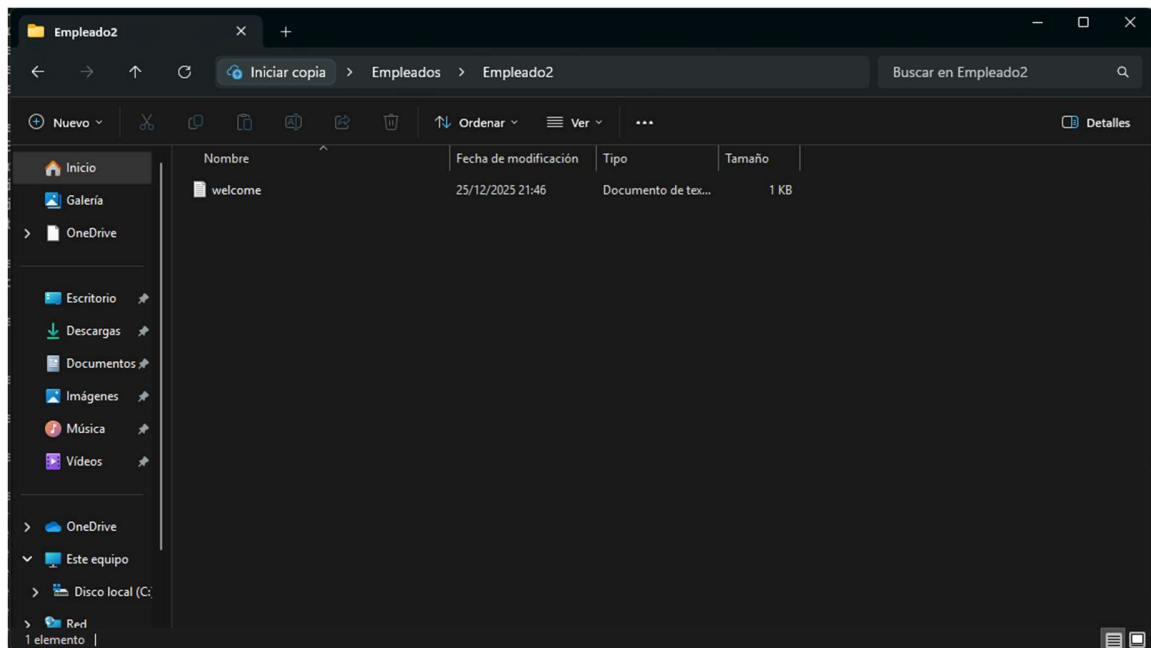 Empleado2
Iniciar copia > Empleados > Empleado2
Buscar en Empleado2
Nuevo
Ordenar
Ver
Detalles
Nombre Fecha de modificación Tipo Tamaño
welcome 25/12/2025 21:46 Documento de tex... 1 KB
Inicio
Galería
OneDrive
Escritorio
Descargas
Documentos
Imágenes
Música
Vídeos
OneDrive
Este equipo
Disco local (C:
Red
1 elemento